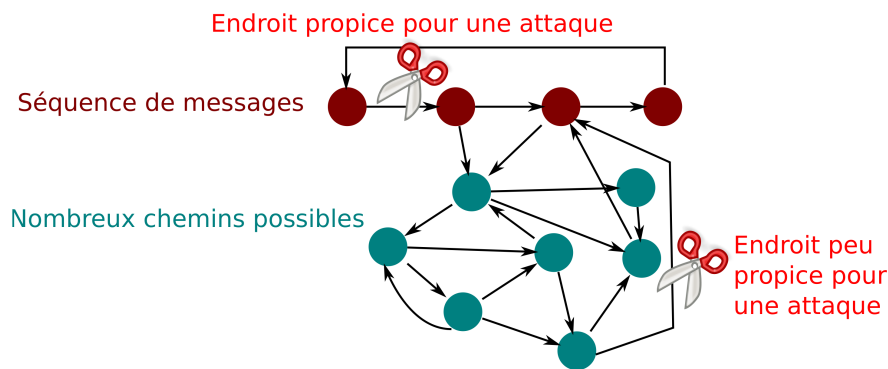 Endroit propice pour une attaque
Séquence de messages
Nombreux chemins possibles
Endroit peu
propice pour
une attaque